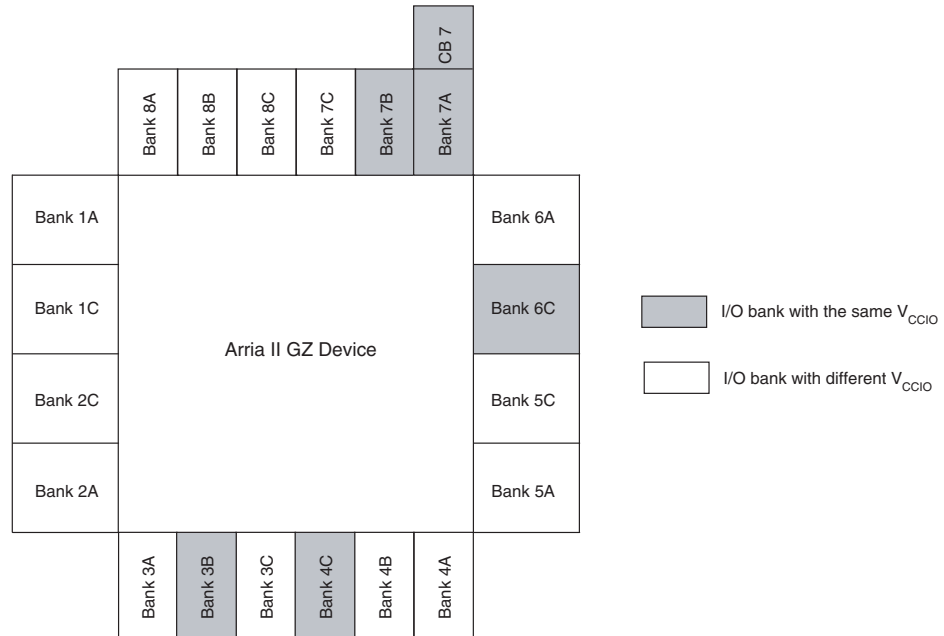 CB 7
Bank 8A
Bank 8B
Bank 8C
Bank 7C
Bank 7B
Bank 7A
Bank 1A
Bank 6A
Bank 1C
Bank 6C
I/O bank with the same VCCIO
Arria II GZ Device
I/O bank with different VCCIO
Bank 2C
Bank 5C
Bank 2A
Bank 5A
Bank 3A
Bank 3B
Bank 3C
Bank 4C
Bank 4B
Bank 4A